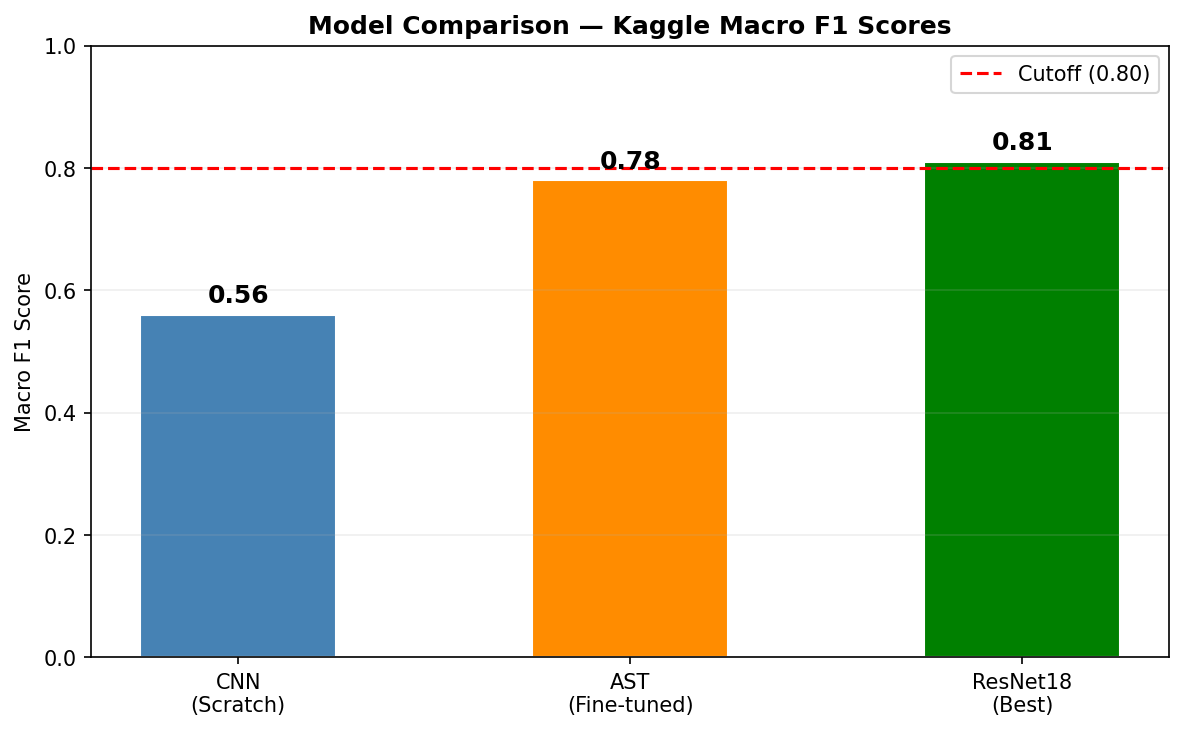 Model Comparison — Kaggle Macro F1 Scores
Cutoff (0.80)
Macro F1 Score
1.0
0.8
0.6
0.4
0.2
0.0
0.56
0.78
0.81
CNN
(Scratch)
AST
(Fine-tuned)
ResNet18
(Best)